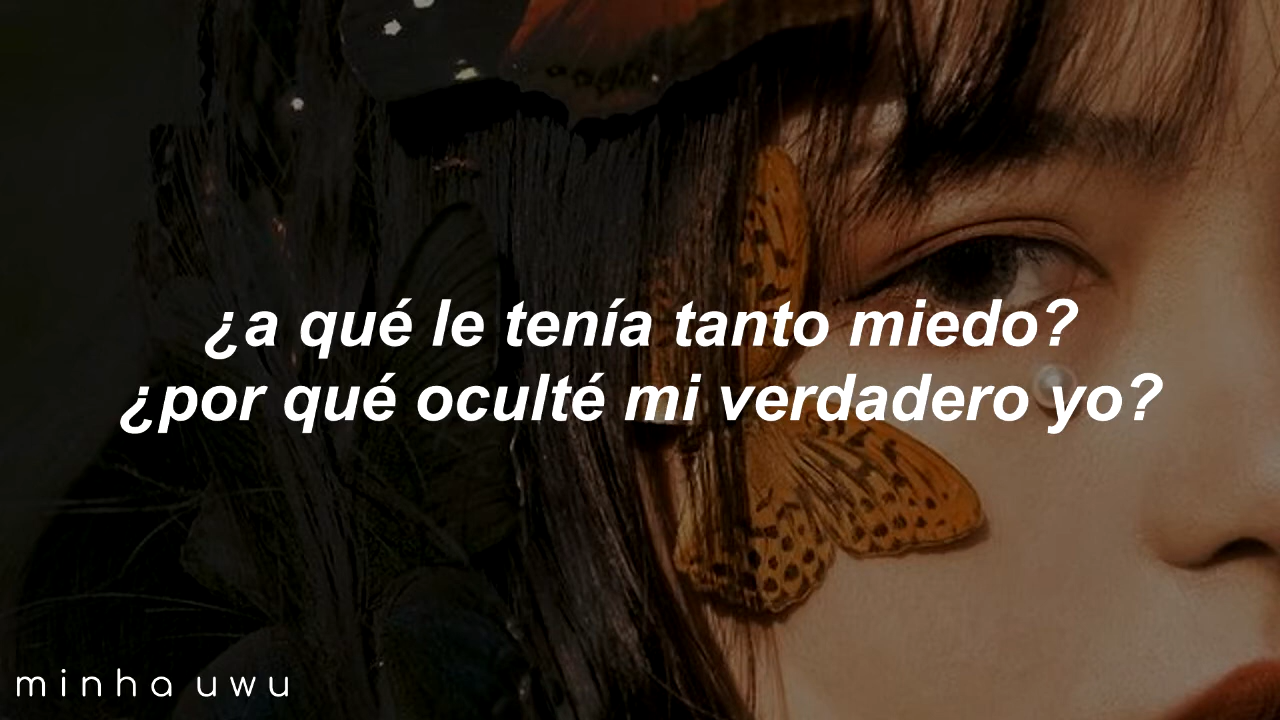 ¿a qué le tenía tanto miedo?
¿por qué oculté mi verdadero yo?
minha uwu